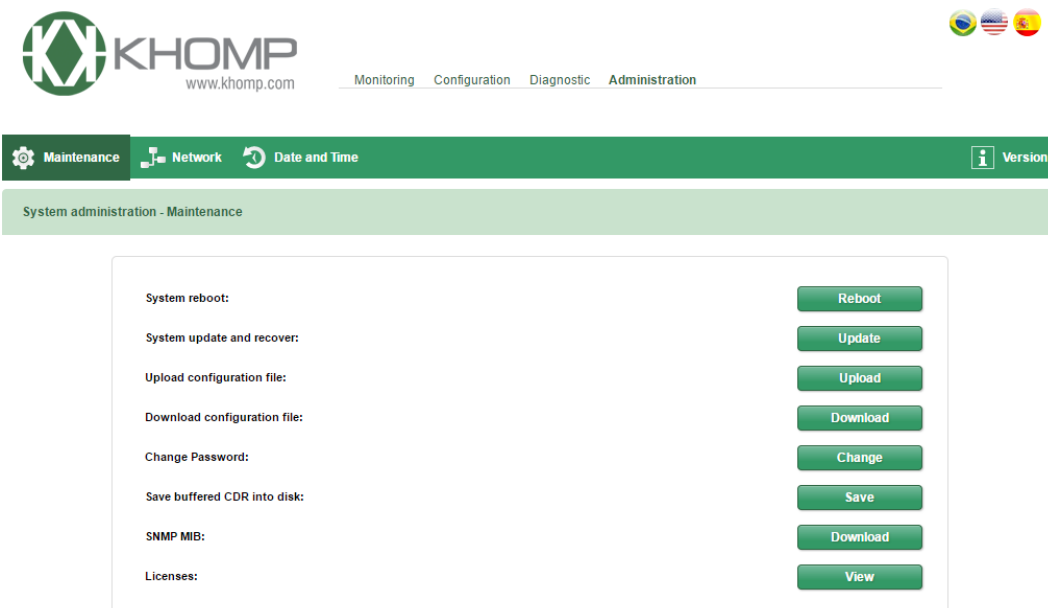 KHOMP
www.khomp.com
Monitoring Configuration Diagnostic Administration
Maintenance Network Date and Time Version
System administration - Maintenance
System reboot: Reboot
System update and recover: Update
Upload configuration file: Upload
Download configuration file: Download
Change Password: Change
Save buffered CDR into disk: Save
SNMP MIB: Download
Licenses: View